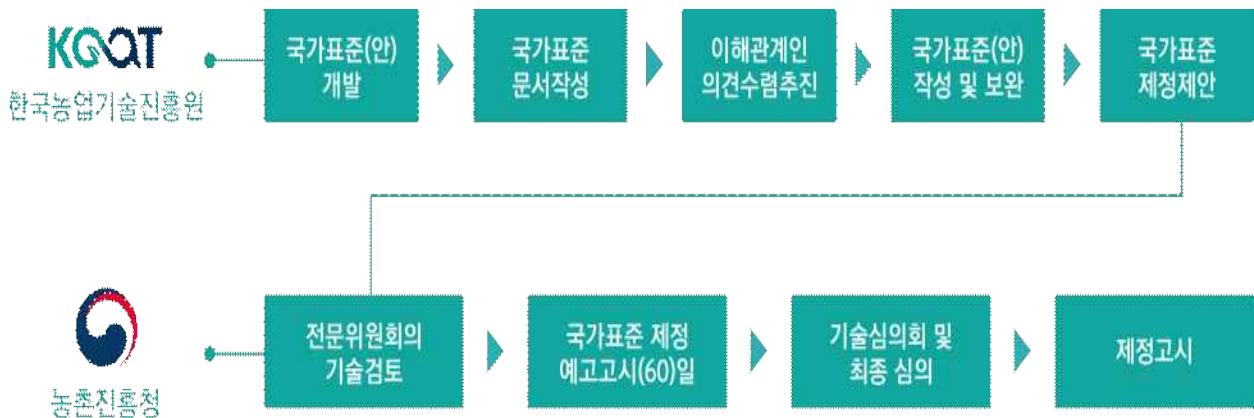 KOAT
한국농업기술진흥원
국가표준(안)
개발
국가표준
문서작성
이해관계인
의견수렴추진
국가표준(안)
작성 및 보완
국가표준
제정제안
농촌진흥청
전문위원회의
기술검토
국가표준 제정
예고고시(60)일
기술심의회 및
최종 심의
제정고시